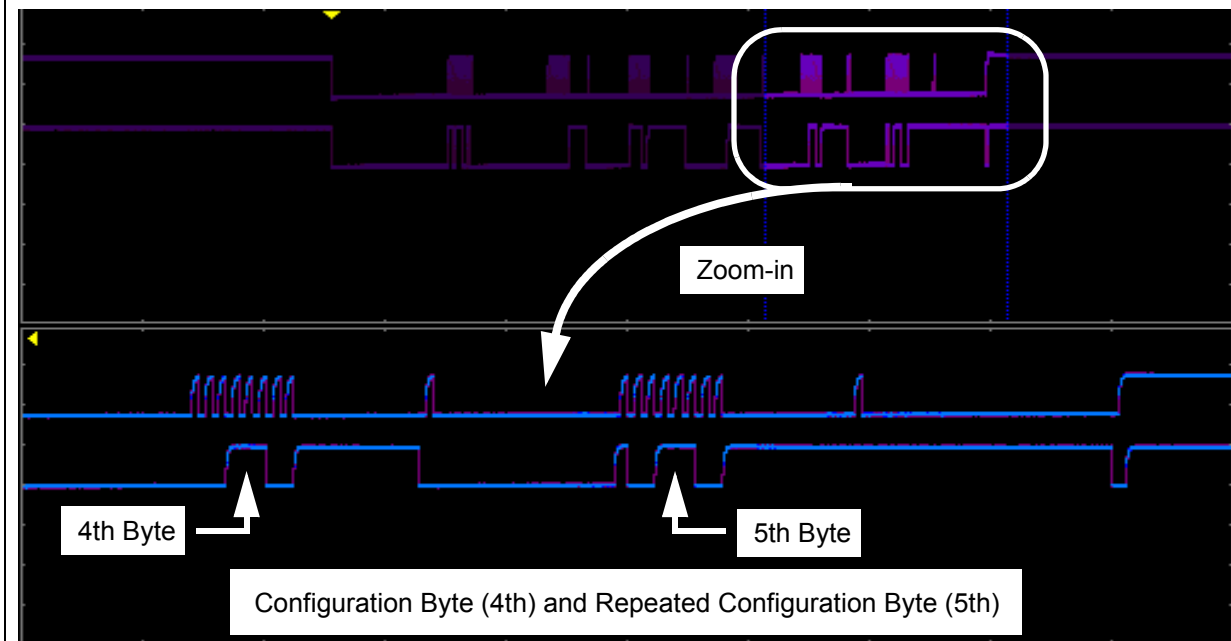 Zoom-in
4th Byte
5th Byte
Configuration Byte (4th) and Repeated Configuration Byte (5th)